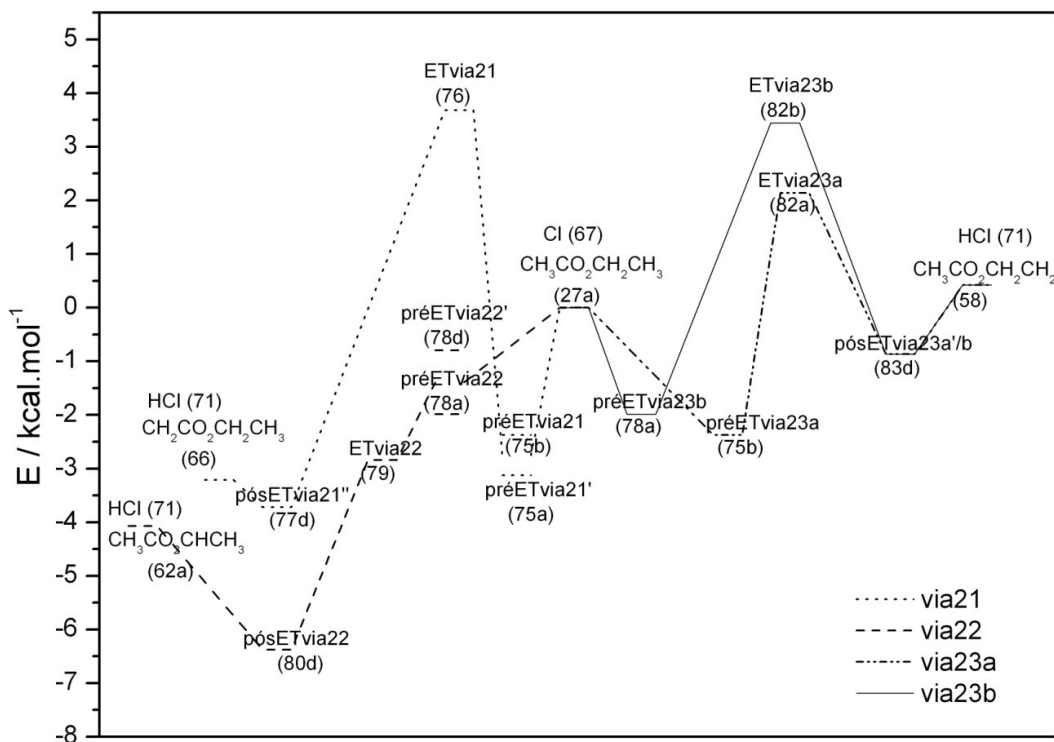 E / kcal.mol⁻¹
5
4
3
2
1
0
-1
-2
-3
-4
-5
-6
-7
-8
ETvia21
(76)
ETvia23b
(82b)
ETvia23a
(82a)
Cl (67)
CH₃CO₂CH₂CH₃
(27a)
HCl (71)
CH₃CO₂CH₂CH₂
(58)
préETvia22'
(78d)
préETvia22
(78a)
pósETvia23a'/b
(83d)
préETvia23b
(78a)
préETvia21
(75b)
préETvia23a
(75b)
HCl (71)
CH₂CO₂CH₂CH₃
(66)
ETvia22
(79)
préETvia21'
(75a)
pósETvia21''
(77d)
HCl (71)
CH₃CO₂CHCH₃
(62a)
pósETvia22
(80d)
via21
via22
via23a
via23b